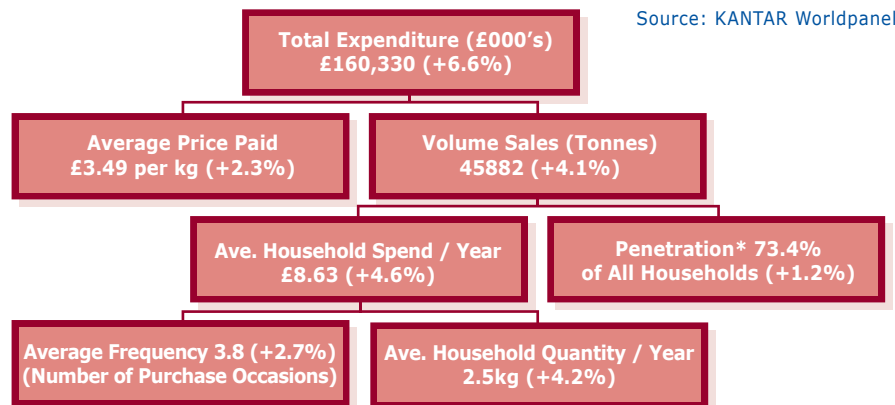 Source: KANTAR Worldpanel
Total Expenditure (£000’s)
£160,330 (+6.6%)
Average Price Paid
£3.49 per kg (+2.3%)
Volume Sales (Tonnes)
45882 (+4.1%)
Ave. Household Spend / Year
£8.63 (+4.6%)
Penetration* 73.4%
of All Households (+1.2%)
Average Frequency 3.8 (+2.7%)
(Number of Purchase Occasions)
Ave. Household Quantity / Year
2.5kg (+4.2%)